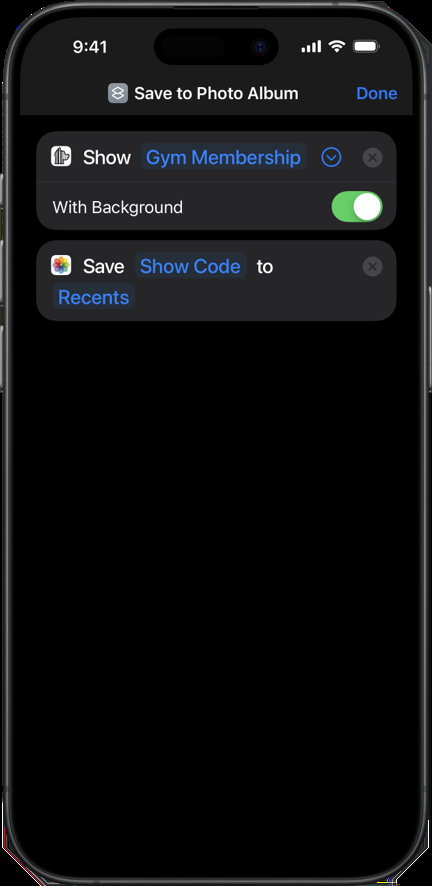 9:41
Save to Photo Album Done
Show Gym Membership
With Background
Save Show Code to
Recents